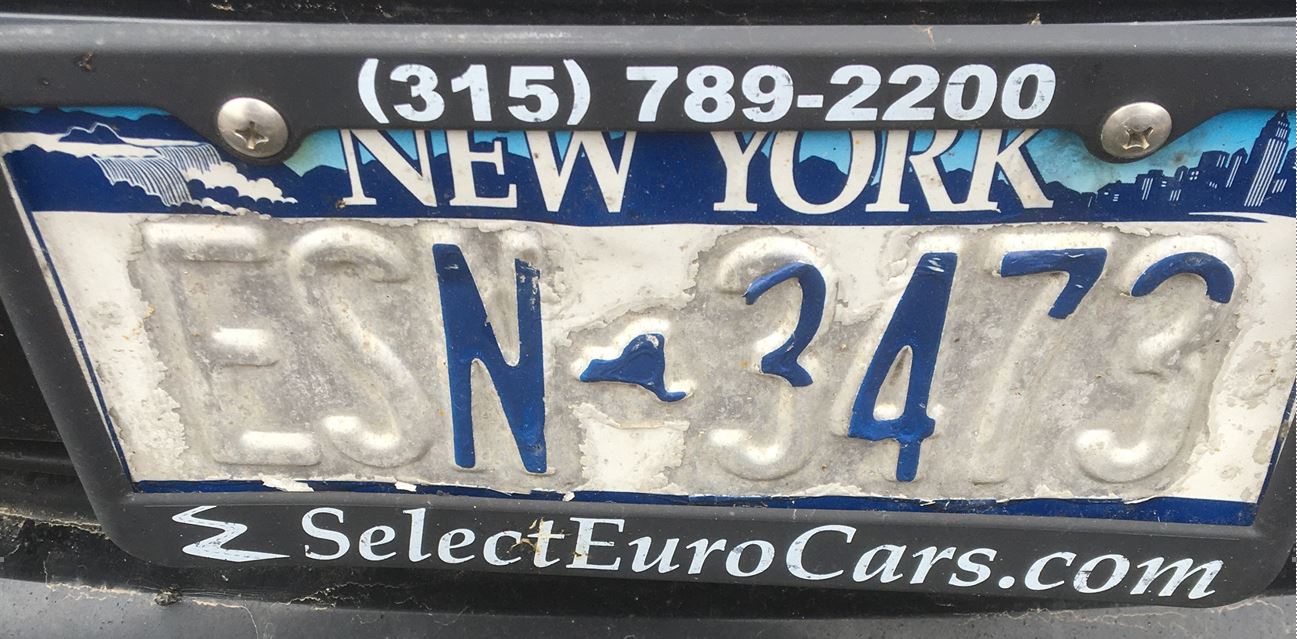 (315) 789-2200
NEW YORK
ESN 3473
SelectEuroCars.com